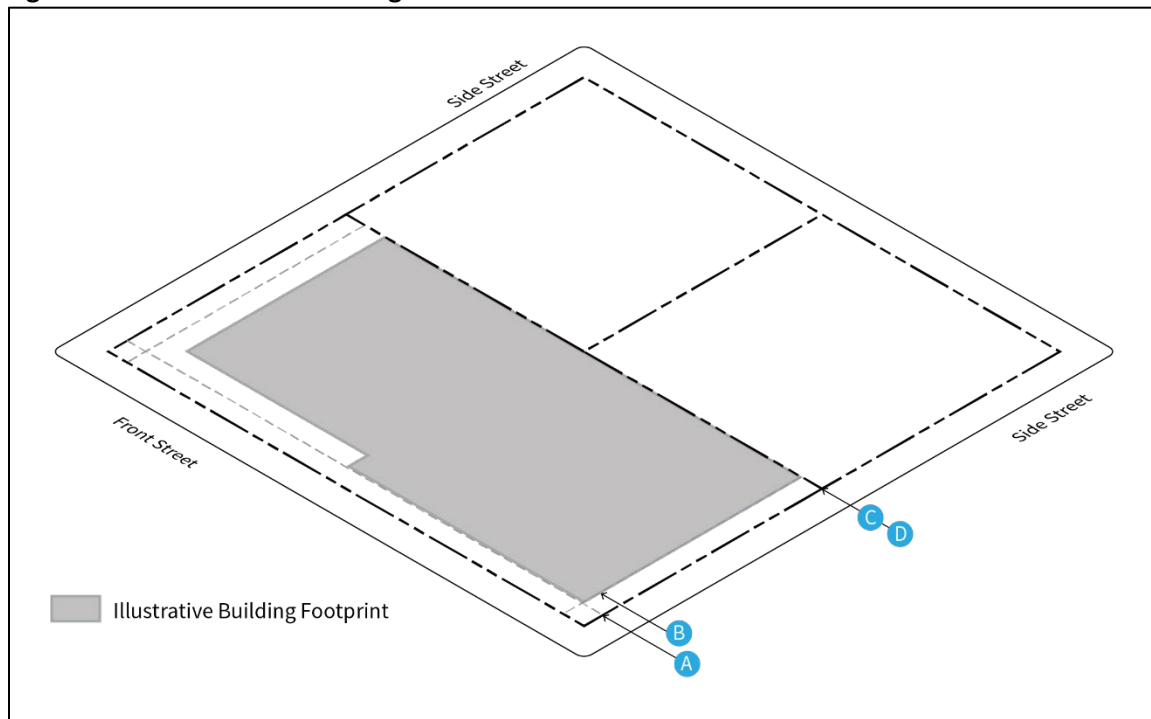 Side Street
Front Street
Side Street
C
D
B
A
Illustrative Building Footprint